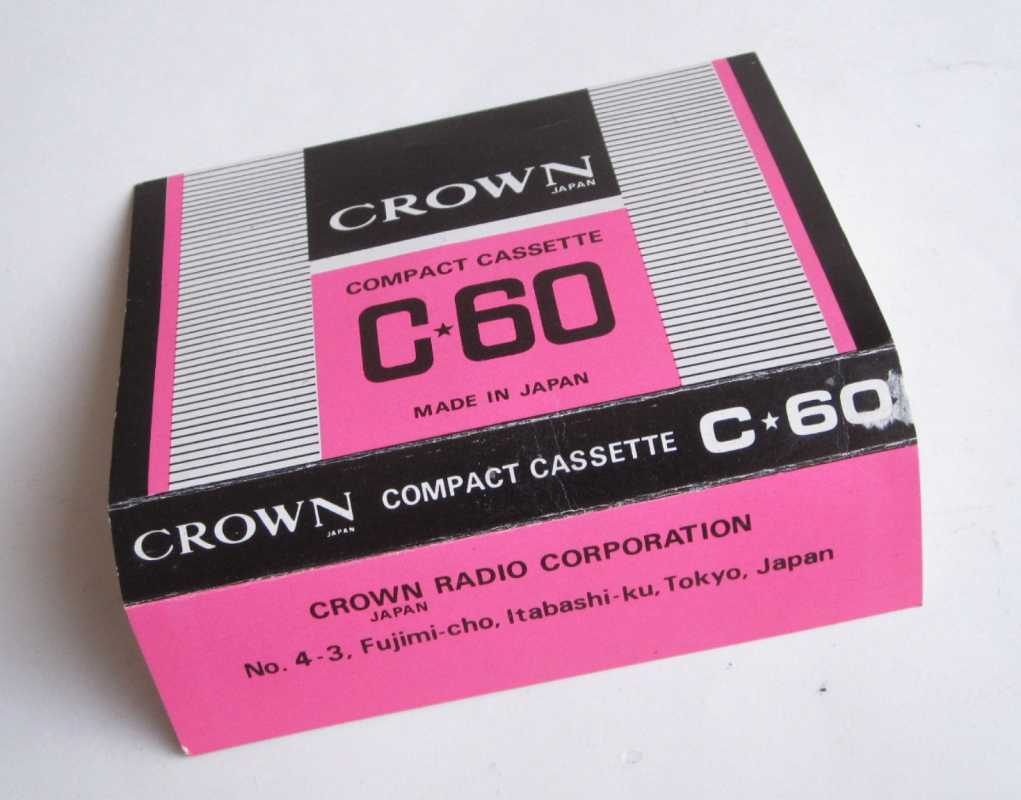 CROWN
JAPAN
COMPACT CASSETTE
C★60
MADE IN JAPAN
CROWN JAPAN COMPACT CASSETTE C★60
CROWN RADIO CORPORATION
JAPAN
No. 4-3, Fujimi-cho, Itabashi-ku, Tokyo, Japan